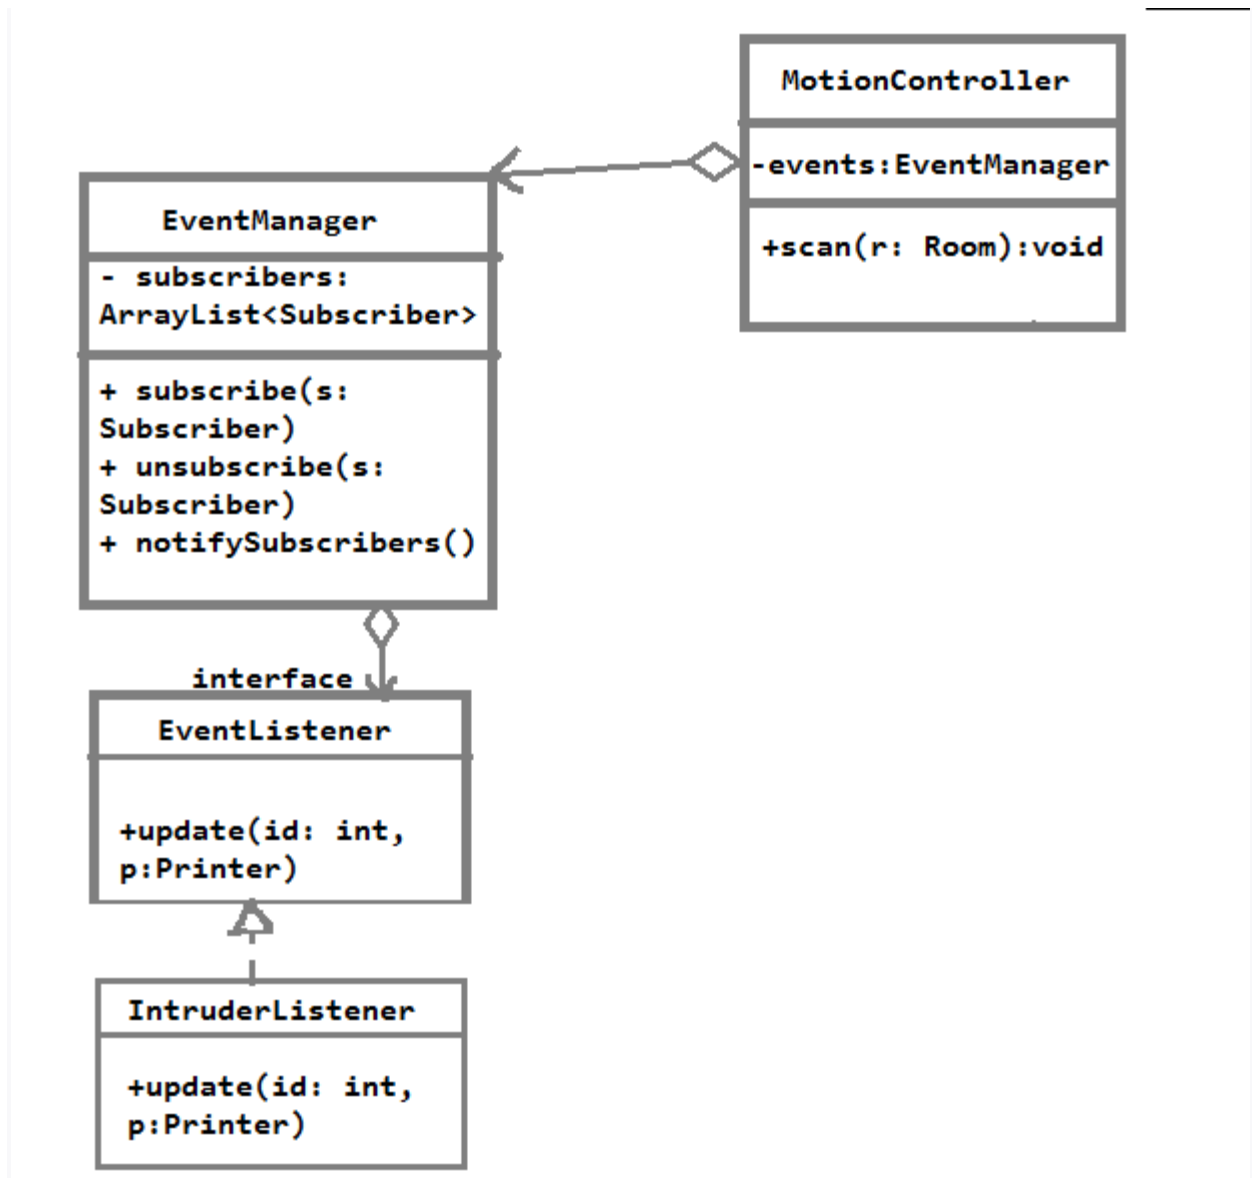 MotionController
-events:EventManager
+scan(r: Room):void
EventManager
- subscribers:
ArrayList<Subscriber>
+ subscribe(s:
Subscriber)
+ unsubscribe(s:
Subscriber)
+ notifySubscribers()
interface
EventListener
+update(id: int,
p:Printer)
IntruderListener
+update(id: int,
p:Printer)